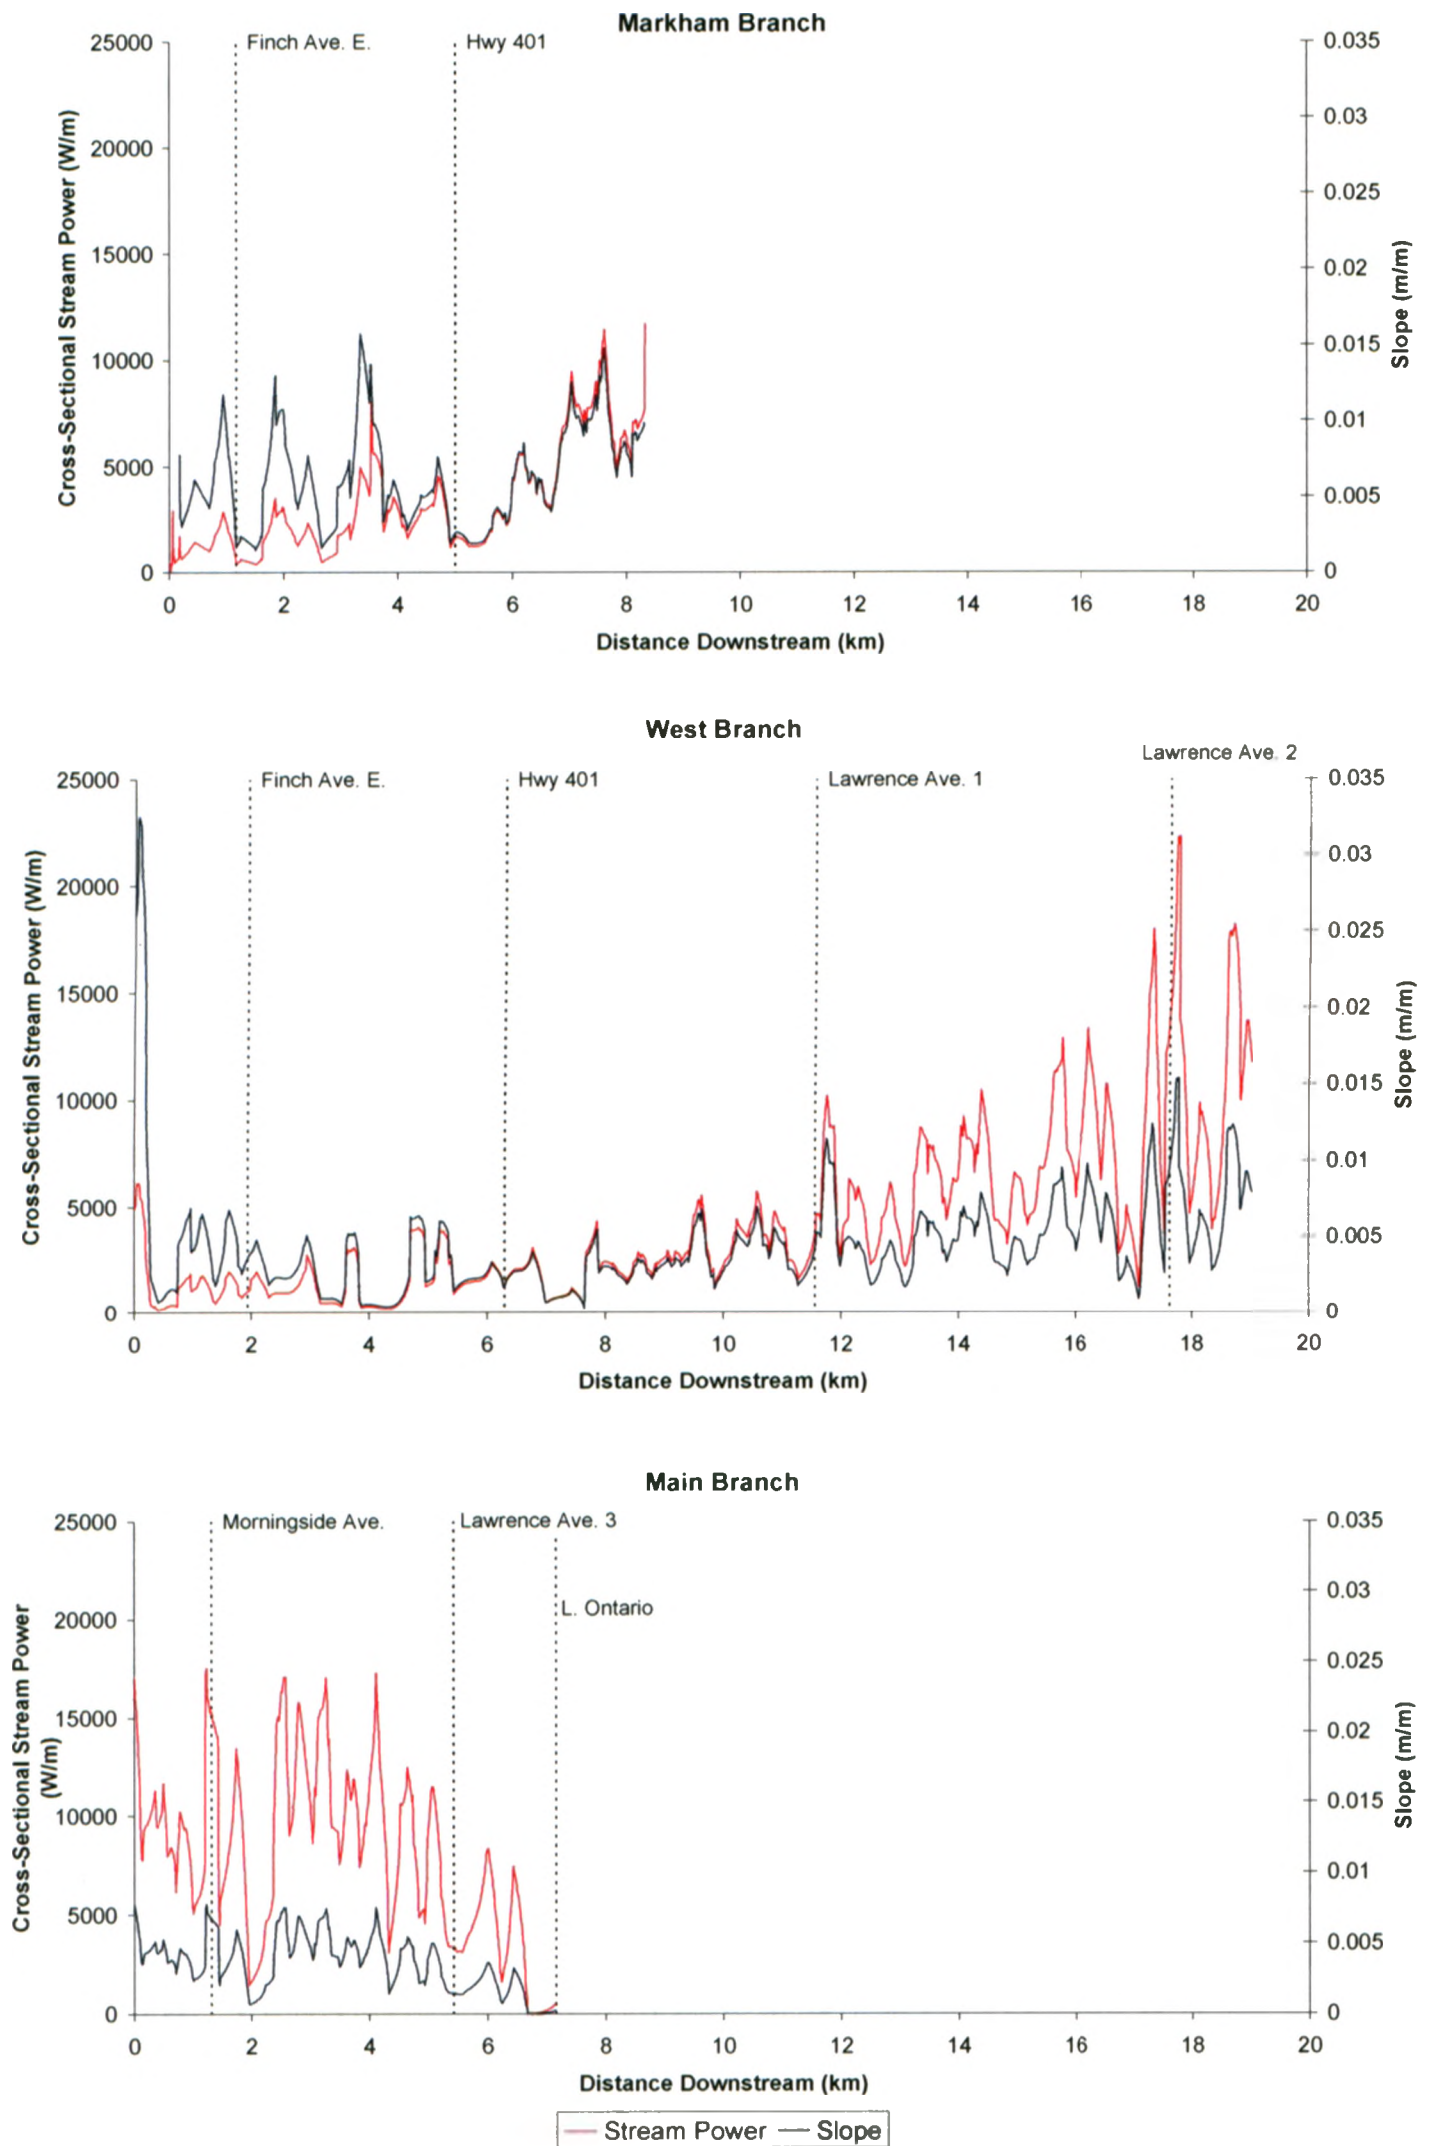 Markham Branch
Finch Ave. E.
Hwy 401
25000
20000
15000
10000
5000
0
Cross-Sectional Stream Power (W/m)
0.035
0.03
0.025
0.02
0.015
0.01
0.005
0
Slope (m/m)
0 2 4 6 8 10 12 14 16 18 20
Distance Downstream (km)
West Branch
Finch Ave. E.
Hwy 401
Lawrence Ave. 1
Lawrence Ave. 2
25000
20000
15000
10000
5000
0
Cross-Sectional Stream Power (W/m)
0.035
0.03
0.025
0.02
0.015
0.01
0.005
0
Slope (m/m)
0 2 4 6 8 10 12 14 16 18 20
Distance Downstream (km)
Main Branch
Morningside Ave.
Lawrence Ave. 3
L. Ontario
25000
20000
15000
10000
5000
0
Cross-Sectional Stream Power
(W/m)
0.035
0.03
0.025
0.02
0.015
0.01
0.005
0
Slope (m/m)
0 2 4 6 8 10 12 14 16 18 20
Distance Downstream (km)
Stream Power Slope